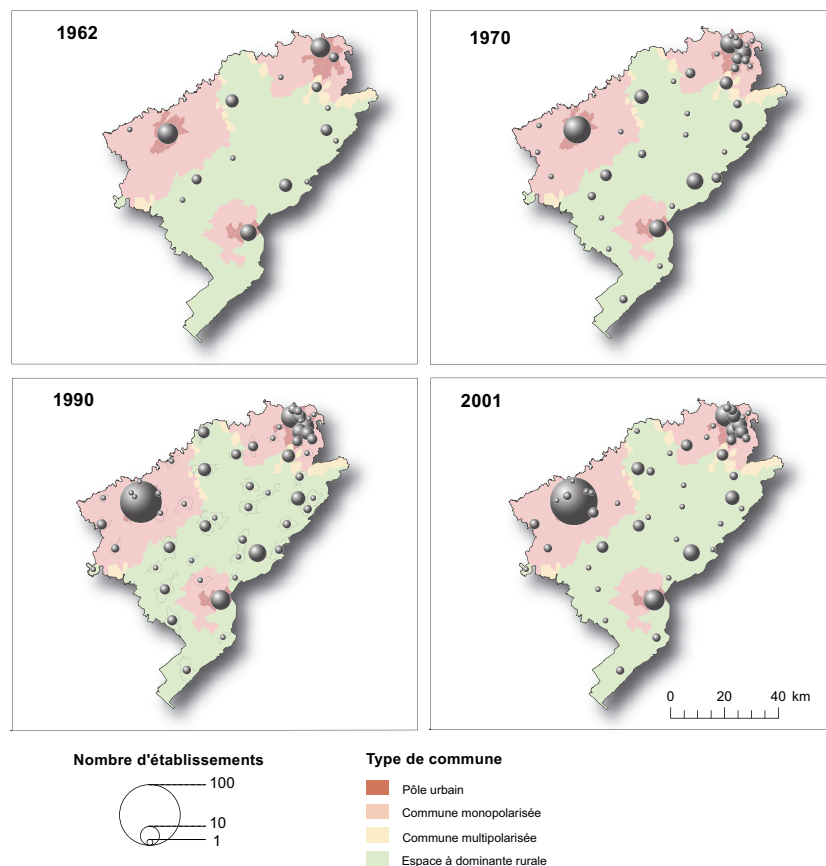 1962
1970
1990
2001
0 20 40 km
Nombre d'établissements
100
10
1
Type de commune
Pôle urbain
Commune monopolarisée
Commune multipolarisée
Espace à dominante rurale